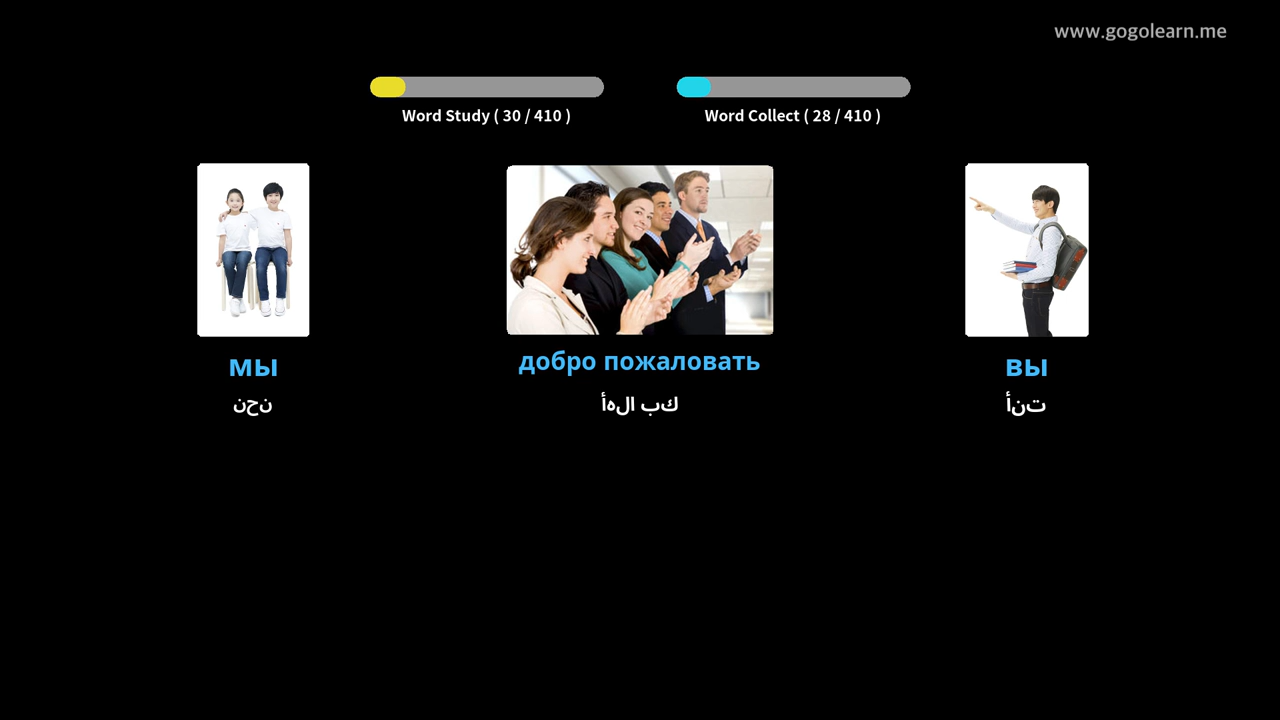 www.gogolearn.me
Word Study ( 30 / 410 )
Word Collect ( 28 / 410 )
мы
نحن
добро пожаловать
كب الهأ
вы
تنأ